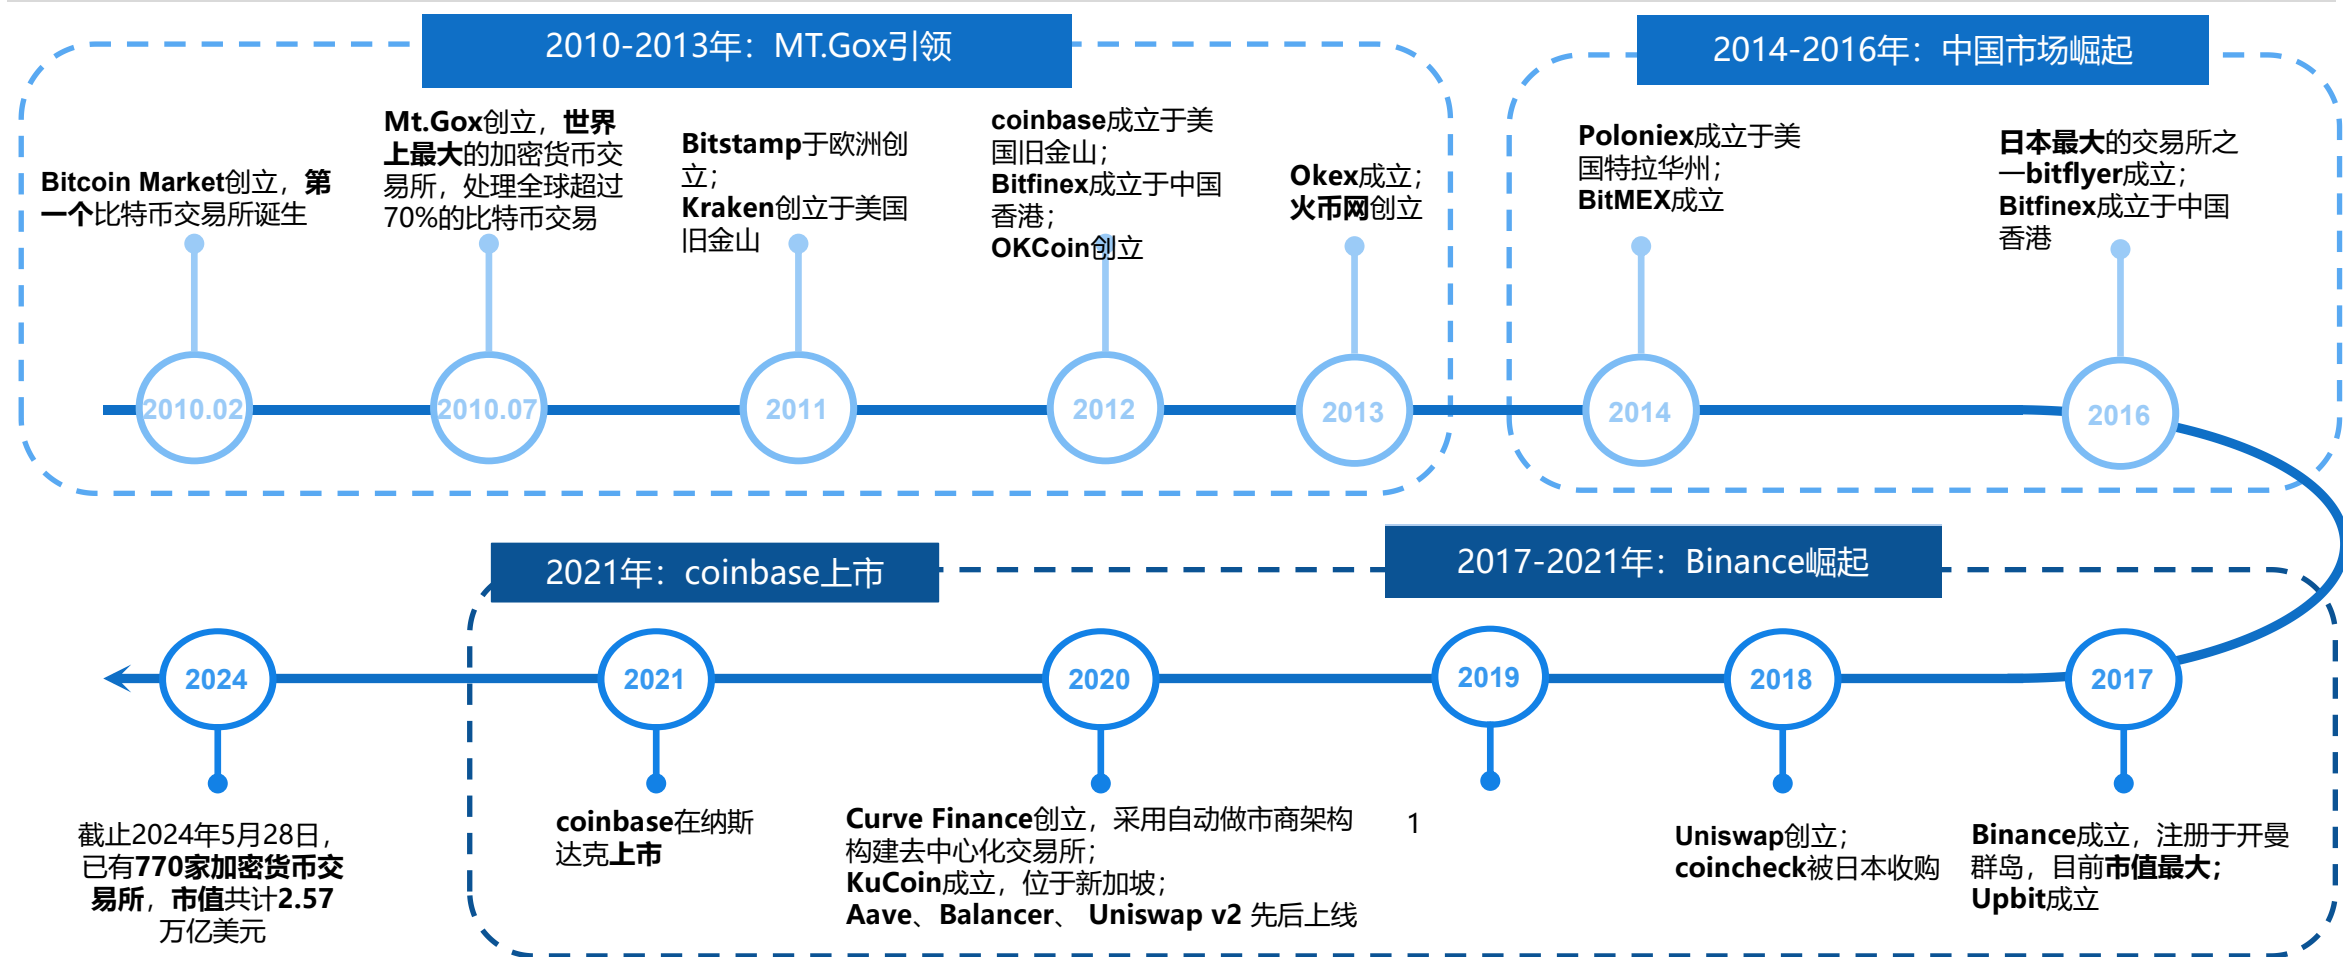 2010-2013年：MT.Gox引领
2014-2016年：中国市场崛起
Bitcoin Market创立，第
一个比特币交易所诞生
Mt.Gox创立，世界
上最大的加密货币交
易所，处理全球超过
70%的比特币交易
Bitstamp于欧洲创
立；
Kraken创立于美国
旧金山
coinbase成立于美
国旧金山；
Bitfinex成立于中国
香港；
OKCoin创立
Okex成立；
火币网创立
Poloniex成立于美
国特拉华州；
BitMEX成立
日本最大的交易所之
一bitflyer成立；
Bitfinex成立于中国
香港
2010.02
2010.07
2011
2012
2013
2014
2016
2021年：coinbase上市
2017-2021年：Binance崛起
2024
2021
2020
2019
2018
2017
截止2024年5月28日，
已有770家加密货币交
易所，市值共计2.57
万亿美元
coinbase在纳斯
达克上市
Curve Finance创立，采用自动做市商架构
构建去中心化交易所；
KuCoin成立，位于新加坡；
Aave、Balancer、 Uniswap v2 先后上线
1
Uniswap创立；
coincheck被日本收购
Binance成立，注册于开曼
群岛，目前市值最大；
Upbit成立